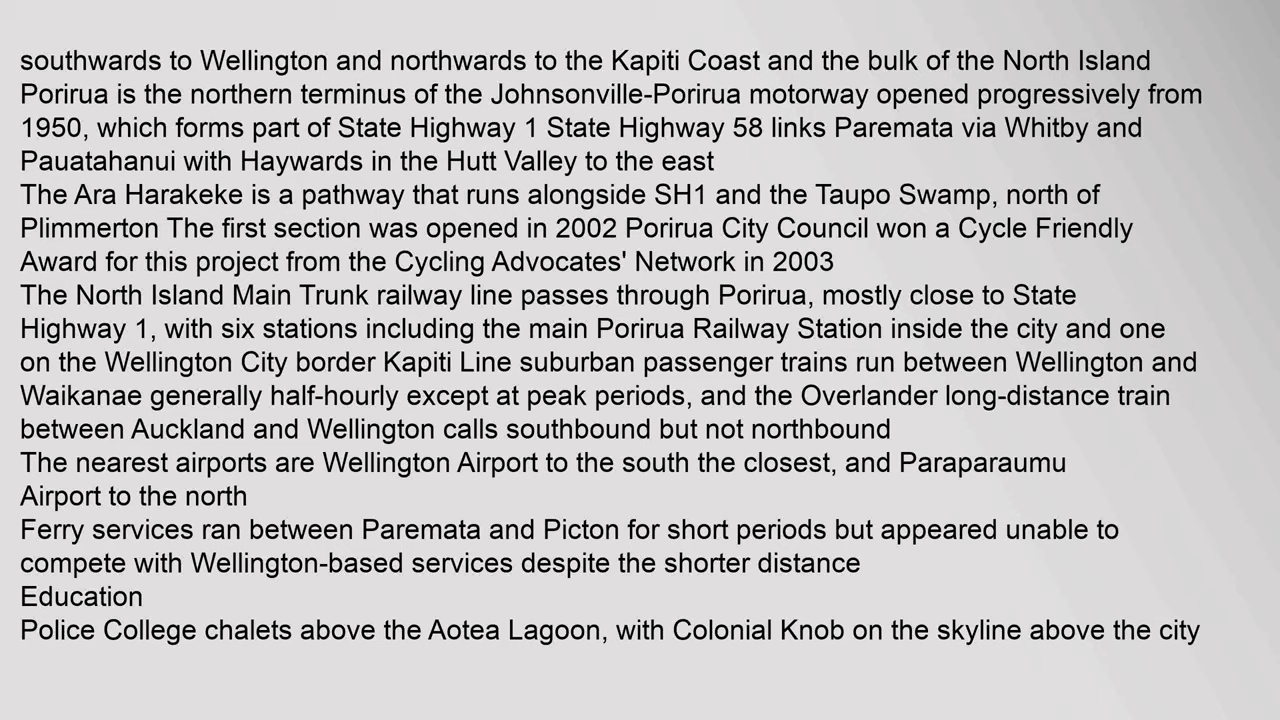 southwards to Wellington and northwards to the Kapiti Coast and the bulk of the North Island
Porirua is the northern terminus of the Johnsonville-Porirua motorway opened progressively from
1950, which forms part of State Highway 1 State Highway 58 links Paremata via Whitby and
Pauatahanui with Haywards in the Hutt Valley to the east
The Ara Harakeke is a pathway that runs alongside SH1 and the Taupo Swamp, north of
Plimmerton The first section was opened in 2002 Porirua City Council won a Cycle Friendly
Award for this project from the Cycling Advocates' Network in 2003
The North Island Main Trunk railway line passes through Porirua, mostly close to State
Highway 1, with six stations including the main Porirua Railway Station inside the city and one
on the Wellington City border Kapiti Line suburban passenger trains run between Wellington and
Waikanae generally half-hourly except at peak periods, and the Overlander long-distance train
between Auckland and Wellington calls southbound but not northbound
The nearest airports are Wellington Airport to the south the closest, and Paraparaumu
Airport to the north
Ferry services ran between Paremata and Picton for short periods but appeared unable to
compete with Wellington-based services despite the shorter distance
Education
Police College chalets above the Aotea Lagoon, with Colonial Knob on the skyline above the city